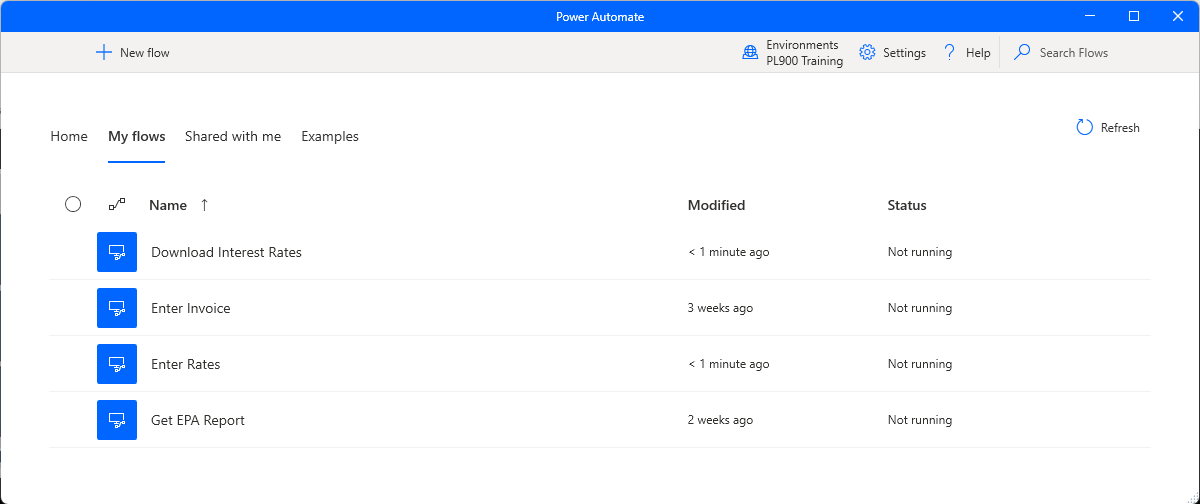 Power Automate
New flow
Environments
PL900 Training
Settings
Help
Search Flows
Home My flows Shared with me Examples
Refresh
Name ↑ Modified Status
Download Interest Rates < 1 minute ago Not running
Enter Invoice 3 weeks ago Not running
Enter Rates < 1 minute ago Not running
Get EPA Report 2 weeks ago Not running